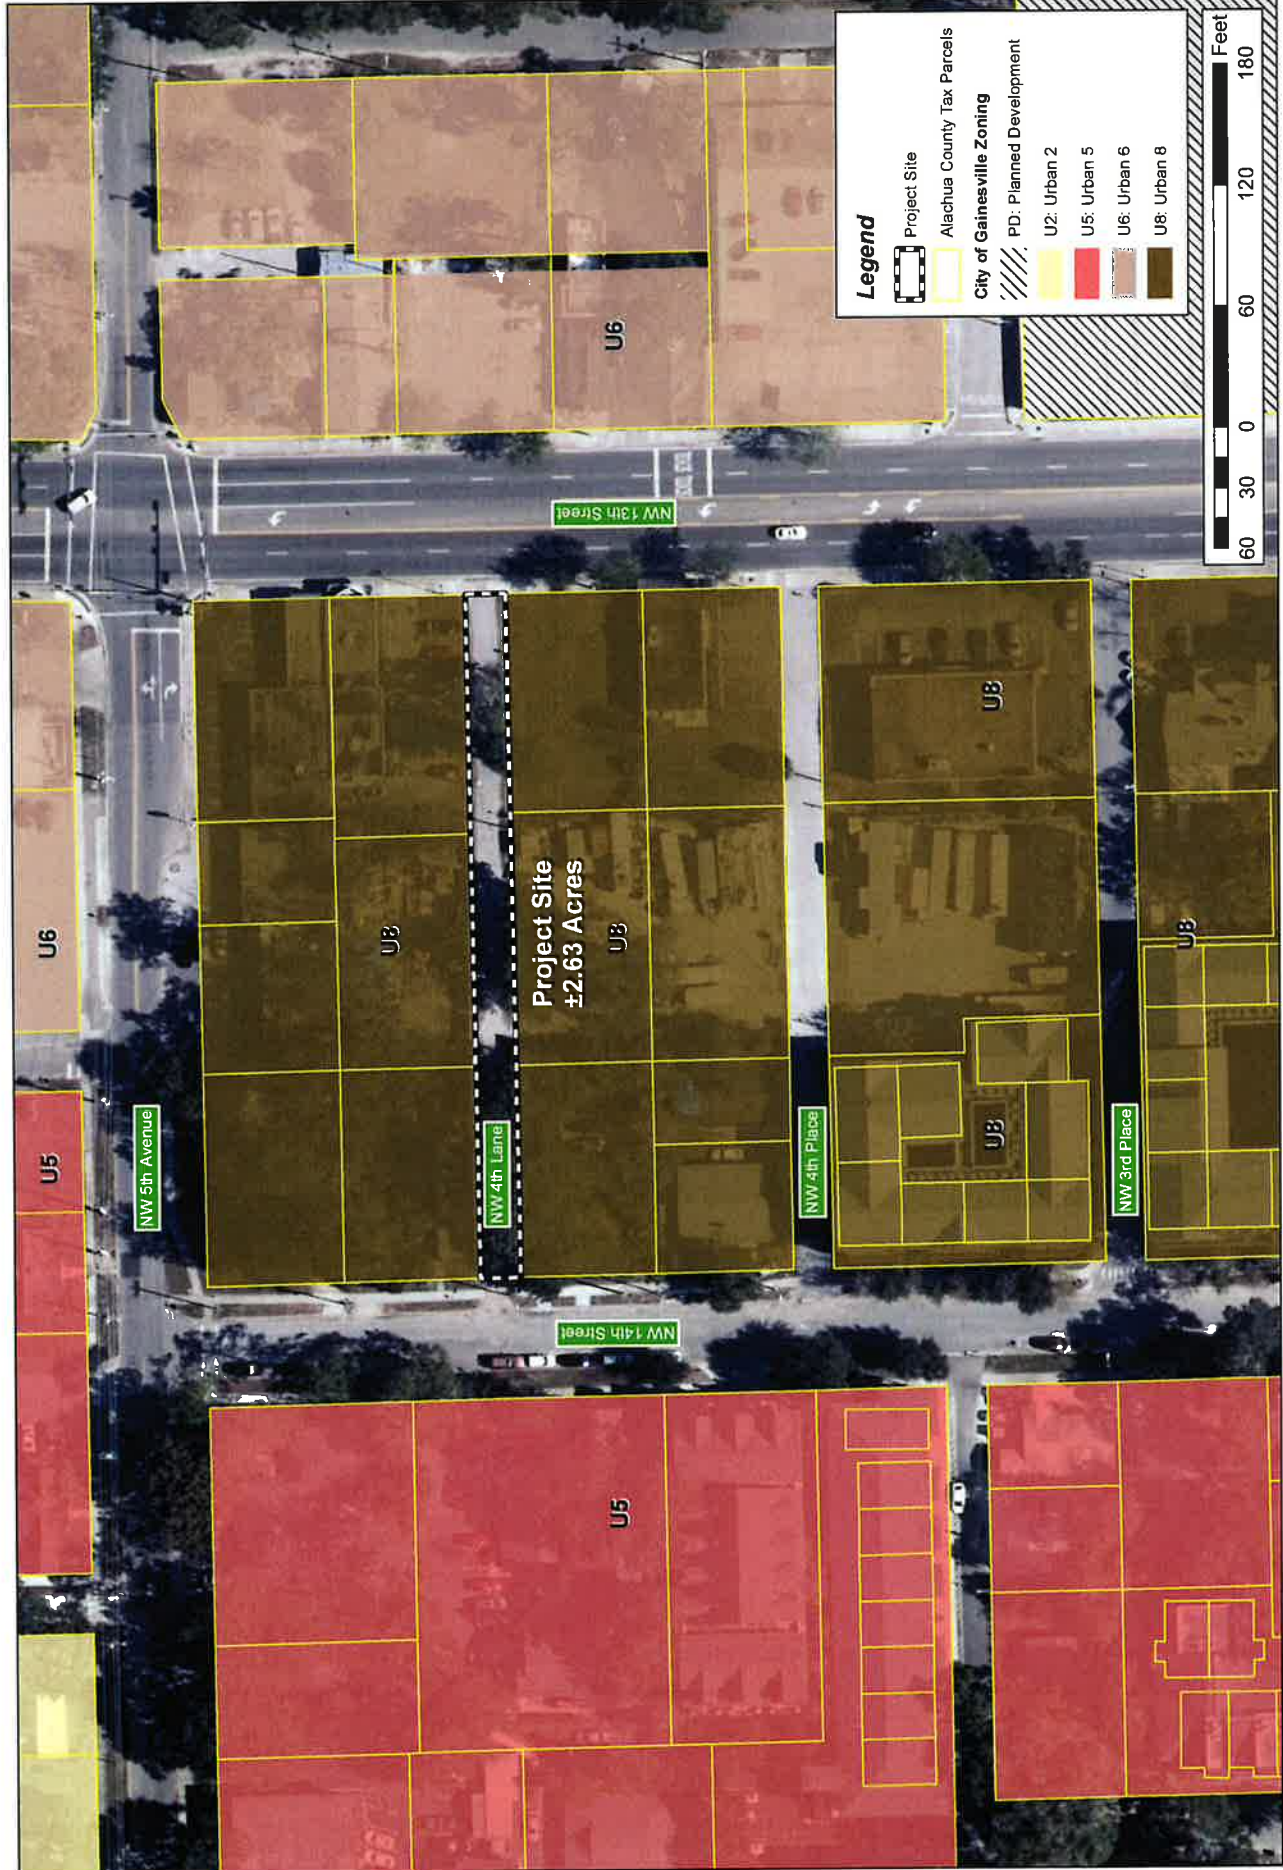 U6
U5
NW 5th Avenue
U8
NW 4th Lane
Project Site
±2.63 Acres
U8
U6
NW 13th Street
NW 14th Street
U5
NW 4th Place
U8
U8
NW 3rd Place
U8
Legend
Project Site
Alachua County Tax Parcels
City of Gainesville Zoning
PD: Planned Development
U2: Urban 2
U5: Urban 5
U6: Urban 6
U8: Urban 8
60 30 0 60 120 180
Feet